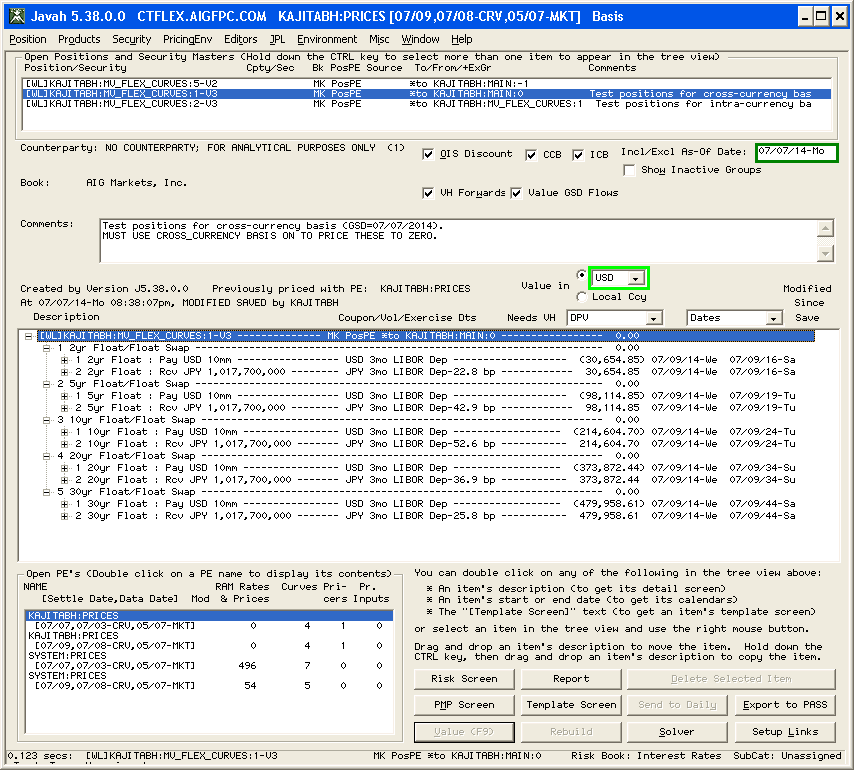 Javah 5.38.0.0 CTFLEX.AIGFPC.COM KAJITABH:PRICES [07/09,07/08-CRV,05/07-MKT] Basis
Position Products Security PricingEnv Editors JPL Environment Misc Window Help
Open Positions and Security Masters (Hold down the CTRL key to select more than one item to appear in the tree view)
Position/Security Cpty/Sec Bk PosPE Source To/From/+ExGr Comments
[WL]KAJITABH:MV_FLEX_CURVES:5-V2 MK PosPE *to KAJITABH:MAIN:-1
[WL]KAJITABH:MV_FLEX_CURVES:1-V3 MK PosPE *to KAJITABH:MAIN:0 Test positions for cross-currency bas
[WL]KAJITABH:MV_FLEX_CURVES:2-V3 MK PosPE *to KAJITABH:MV_FLEX_CURVES:1 Test positions for intra-currency ba
Counterparty: NO COUNTERPARTY; FOR ANALYTICAL PURPOSES ONLY (1) OIS Discount CCB ICB Incl/Excl As-Of Date: 07/07/14-Mo
Show Inactive Groups
Book: AIG Markets, Inc. VH Forwards Value GSD Flows
Comments: Test positions for cross-currency basis (GSD=07/07/2014).
MUST USE CROSS_CURRENCY BASIS ON TO PRICE THESE TO ZERO.
Created by Version J5.38.0.0 Previously priced with PE: KAJITABH:PRICES Value in USD Modified
At 07/07/14-Mo 08:38:07pm, MODIFIED SAVED by KAJITABH Local Ccy Since
Description Coupon/Vol/Exercise Dts Needs VH DPV Dates Save
[WL]KAJITABH:MV_FLEX_CURVES:1-V3 -------------- MK PosPE *to KAJITABH:MAIN:0 ---------- 0.00
1 2yr Float/Float Swap ---------- 0.00
1 2yr Float : Pay USD 10mm ---------- USD 3mo LIBOR Dep ---------- (30,654.85) 07/09/14-We 07/09/16-Sa
2 2yr Float : Rcv JPY 1,017,700,000 ------- JPY 3mo LIBOR Dep-22.8 bp ---------- 30,654.85 07/09/14-We 07/09/16-Sa
2 5yr Float/Float Swap ---------- 0.00
1 5yr Float : Pay USD 10mm ---------- USD 3mo LIBOR Dep ---------- (98,114.85) 07/09/14-We 07/09/19-Tu
2 5yr Float : Rcv JPY 1,017,700,000 ------- JPY 3mo LIBOR Dep-42.9 bp ---------- 98,114.85 07/09/14-We 07/09/19-Tu
3 10yr Float/Float Swap ---------- 0.00
1 10yr Float : Pay USD 10mm ---------- USD 3mo LIBOR Dep ---------- (214,604.70) 07/09/14-We 07/09/24-Tu
2 10yr Float : Rcv JPY 1,017,700,000 ------- JPY 3mo LIBOR Dep-52.6 bp ---------- 214,604.70 07/09/14-We 07/09/24-Tu
4 20yr Float/Float Swap ---------- 0.00
1 20yr Float : Pay USD 10mm ---------- USD 3mo LIBOR Dep ---------- (373,872.44) 07/09/14-We 07/09/34-Su
2 20yr Float : Rcv JPY 1,017,700,000 ------- JPY 3mo LIBOR Dep-36.9 bp ---------- 373,872.44 07/09/14-We 07/09/34-Su
5 30yr Float/Float Swap ---------- 0.00
1 30yr Float : Pay USD 10mm ---------- USD 3mo LIBOR Dep ---------- (479,958.61) 07/09/14-We 07/09/44-Sa
2 30yr Float : Rcv JPY 1,017,700,000 ------- JPY 3mo LIBOR Dep-25.8 bp ---------- 479,958.61 07/09/14-We 07/09/44-Sa
Open PE's (Double click on a PE name to display its contents)
NAME RAM Rates Curves Pri- Pr.
[Settle Date,Data Date] Mod & Prices cers Inputs
KAJITABH:PRICES
[07/07,07/03-CRV,05/07-MKT] 0 4 1 0
KAJITABH:PRICES
[07/09,07/08-CRV,05/07-MKT] 0 4 1 0
SYSTEM:PRICES
[07/07,07/03-CRV,05/07-MKT] 496 7 0 0
SYSTEM:PRICES
[07/09,07/08-CRV,05/07-MKT] 54 5 0 0
You can double click on any of the following in the tree view above:
* An item's description (to get its detail screen)
* An item's start or end date (to get its calendars)
* The "[Template Screen]" text (to get an item's template screen)
or select an item in the tree view and use the right mouse button.
Drag and drop an item's description to move the item. Hold down the
CTRL key, then drag and drop an item's description to copy the item.
Risk Screen Report Delete Selected Item
PMP Screen Template Screen Send to Daily Export to PASS
Value (F9) Rebuild Solver Setup Links
0.123 secs: [WL]KAJITABH:MV_FLEX_CURVES:1-V3 MK PosPE *to KAJITABH:MAIN:0 Risk Book: Interest Rates SubCat: Unassigned